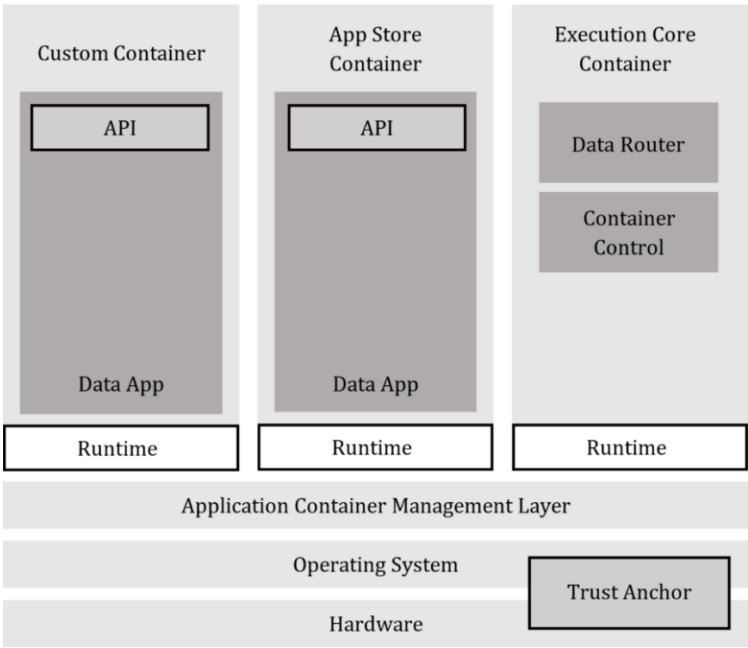 Custom Container
API
Data App
Runtime
App Store
Container
API
Data App
Runtime
Execution Core
Container
Data Router
Container
Control
Runtime
Application Container Management Layer
Operating System
Trust Anchor
Hardware